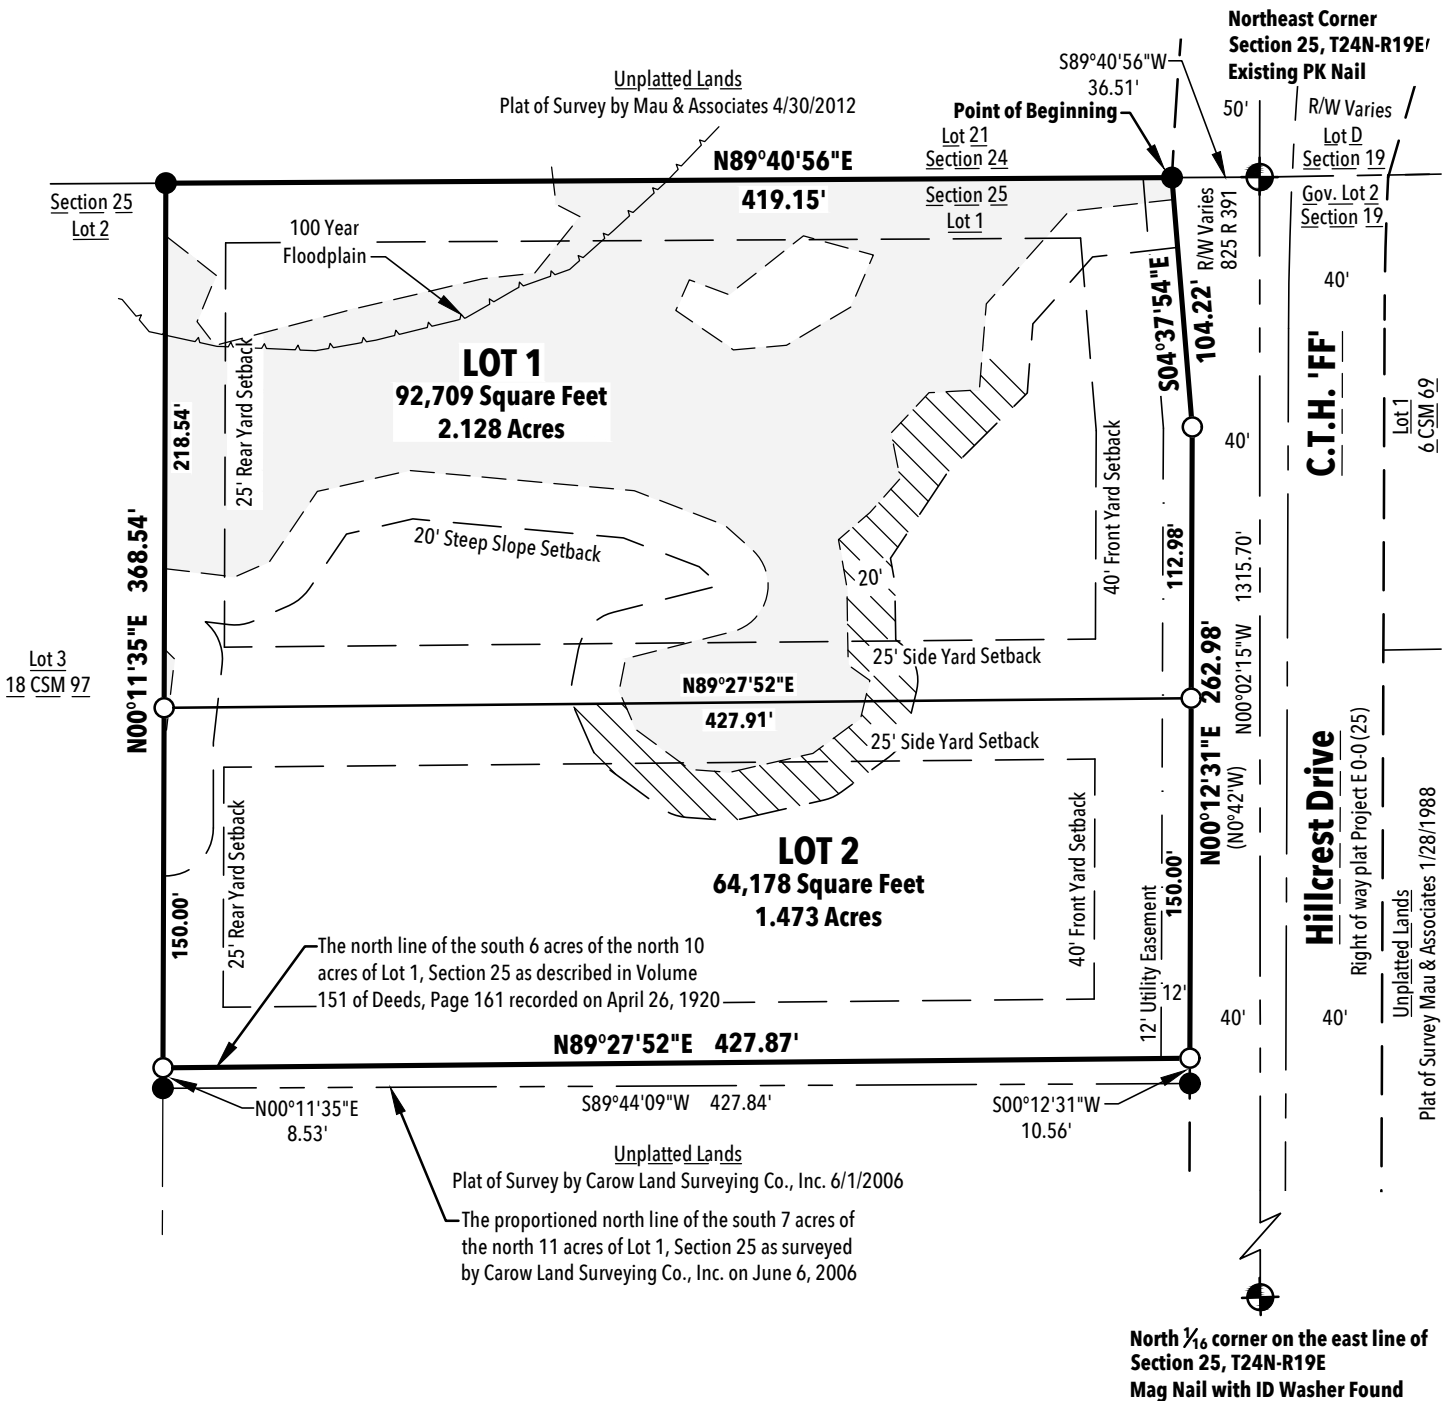 Northeast Corner
Section 25, T24N-R19E
Existing PK Nail
S89°40'56"W
36.51'
Unplatted Lands
Plat of Survey by Mau & Associates 4/30/2012
Point of Beginning
50'
R/W Varies
Lot 21
Section 24
Lot D
Section 19
N89°40'56"E
419.15'
Section 25
Lot 1
Gov. Lot 2
Section 19
Section 25
Lot 2
R/W Varies
825 R 391
100 Year
Floodplain
40'
S04°37'54"E
104.22'
LOT 1
92,709 Square Feet
2.128 Acres
25' Rear Yard Setback
218.54'
C.T.H. 'FF'
Lot 1
6 CSM 69
40'
40' Front Yard Setback
20' Steep Slope Setback
N00°11'35"E 368.54'
112.98'
1315.70'
20'
25' Side Yard Setback
Lot 3
18 CSM 97
N89°27'52"E
427.91'
262.98'
N00°02'15"W
25' Side Yard Setback
N00°12'31"E
(N0°42'W)
Hillcrest Drive
Right of way plat Project E 0-0 (25)
Unplatted Lands
Plat of Survey Mau & Associates 1/28/1988
LOT 2
64,178 Square Feet
1.473 Acres
25' Rear Yard Setback
40' Front Yard Setback
150.00'
150.00'
12' Utility Easement
12'
The north line of the south 6 acres of the north 10
acres of Lot 1, Section 25 as described in Volume
151 of Deeds, Page 161 recorded on April 26, 1920
40'
40'
N89°27'52"E 427.87'
N00°11'35"E
8.53'
S89°44'09"W 427.84'
S00°12'31"W
10.56'
Unplatted Lands
Plat of Survey by Carow Land Surveying Co., Inc. 6/1/2006
The proportioned north line of the south 7 acres of
the north 11 acres of Lot 1, Section 25 as surveyed
by Carow Land Surveying Co., Inc. on June 6, 2006
North 1⁄16 corner on the east line of
Section 25, T24N-R19E
Mag Nail with ID Washer Found